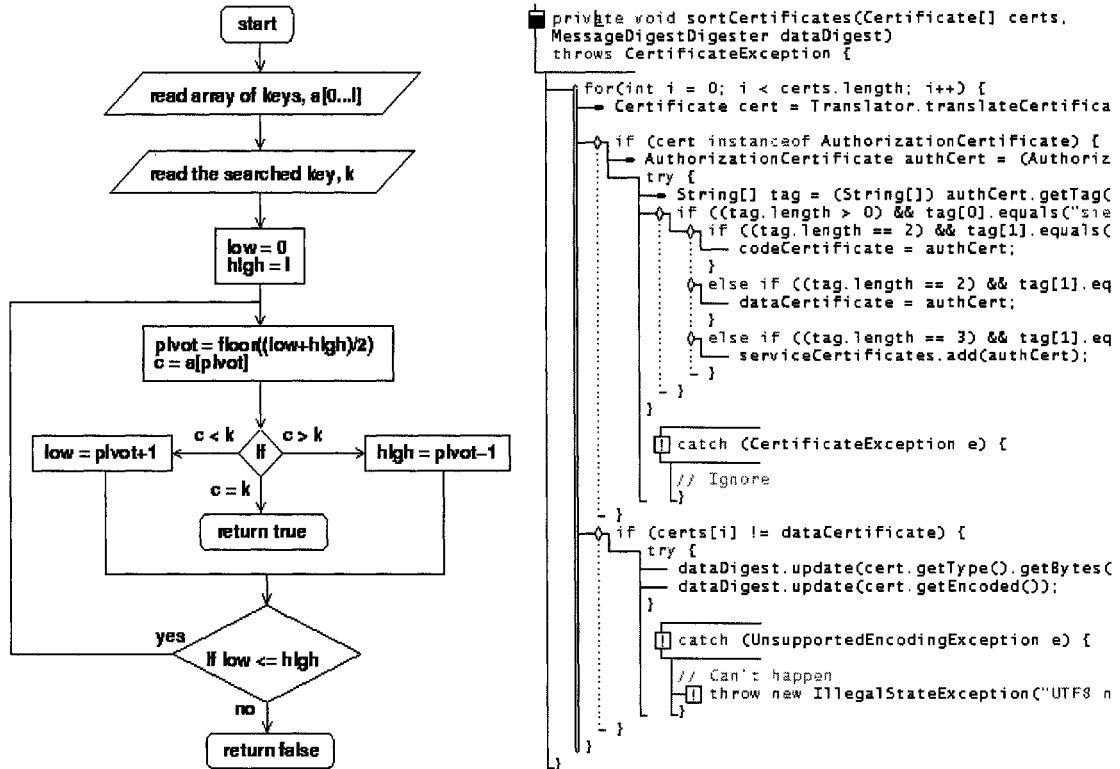 start
read array of keys, a[0...l]
read the searched key, k
low = 0
high = l
pivot = floor((low+high)/2)
c = a[pivot]
c < k
If
c > k
low = pivot+1
high = pivot-1
c = k
return true
yes
If low <= high
no
return false
private void sortCertificates(Certificate[] certs,
MessageDigestDigester dataDigest)
throws CertificateException {
for(int i = 0; i < certs.length; i++) {
Certificate cert = Translator.translateCertifica
if (cert instanceof AuthorizationCertificate) {
AuthorizationCertificate authCert = (Authoriz
try {
String[] tag = (String[]) authCert.getTag(
if ((tag.length > 0) && tag[0].equals("sie
if ((tag.length == 2) && tag[1].equals(
codeCertificate = authCert;
}
else if ((tag.length == 2) && tag[1].eq
dataCertificate = authCert;
}
else if ((tag.length == 3) && tag[1].eq
serviceCertificates.add(authCert);
}
}
}
! catch (CertificateException e) {
// Ignore
}
}
if (certs[i] != dataCertificate) {
try {
dataDigest.update(cert.getType().getBytes(
dataDigest.update(cert.getEncoded());
}
! catch (UnsupportedEncodingException e) {
// Can't happen
! throw new IllegalStateException("UTF8 n
}
}
}
}